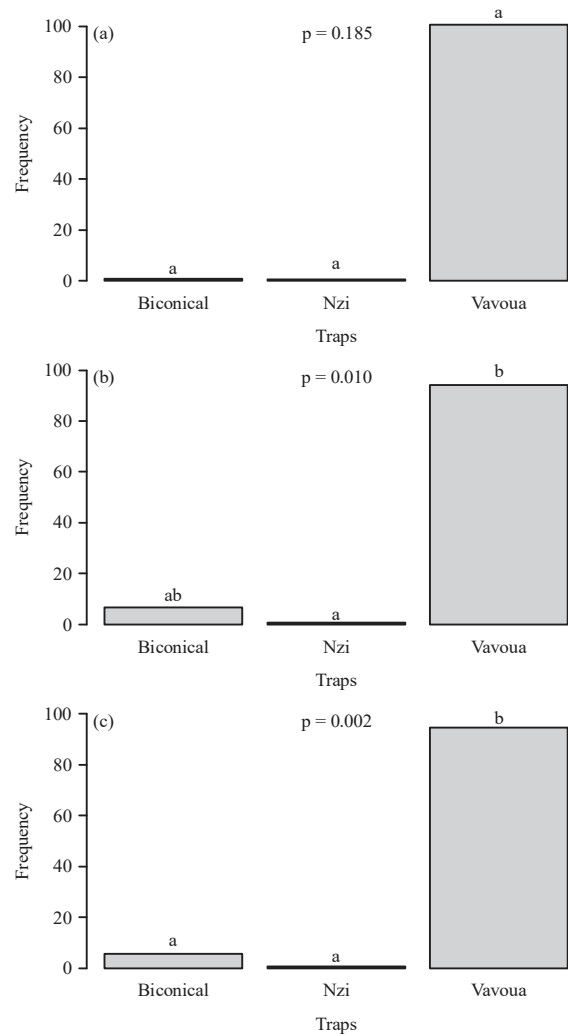 (a) p = 0.185 a
100
80
60
40
20
0
Frequency
a a
Biconical Nzi Vavoua
Traps
(b) p = 0.010 b
100
80
60
40
20
0
Frequency
ab a
Biconical Nzi Vavoua
Traps
(c) p = 0.002 b
100
80
60
40
20
0
Frequency
a a
Biconical Nzi Vavoua
Traps